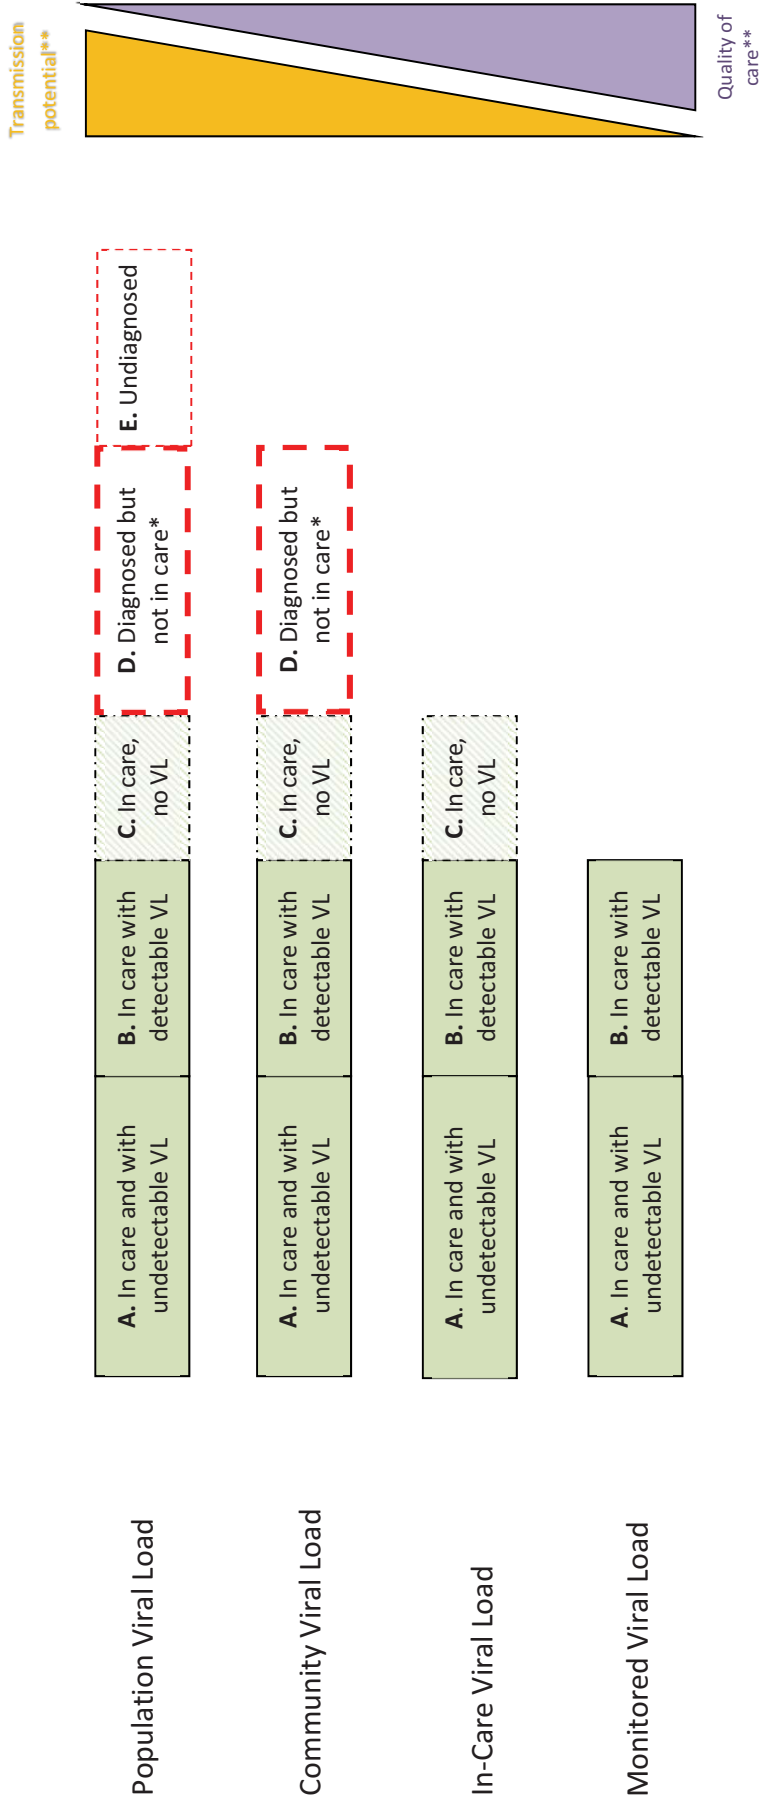 Transmission
potential**
Quality of
care**
Population Viral Load
A. In care and with
undetectable VL
B. In care with
detectable VL
C. In care,
no VL
D. Diagnosed but
not in care*
E. Undiagnosed
Community Viral Load
A. In care and with
undetectable VL
B. In care with
detectable VL
C. In care,
no VL
D. Diagnosed but
not in care*
In-Care Viral Load
A. In care and with
undetectable VL
B. In care with
detectable VL
C. In care,
no VL
Monitored Viral Load
A. In care and with
undetectable VL
B. In care with
detectable VL